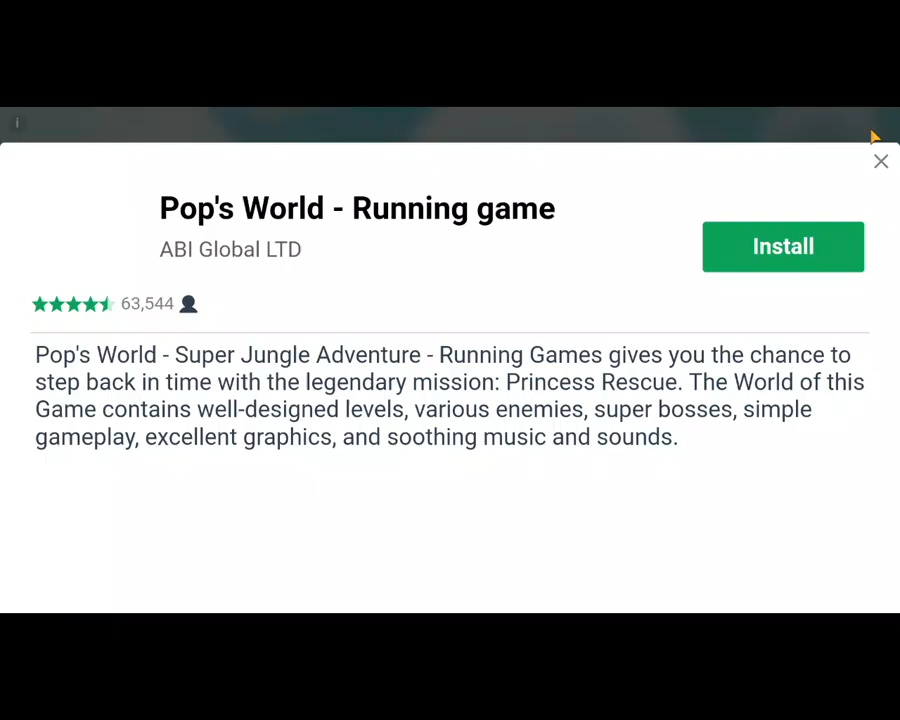 Pop's World - Running game
ABI Global LTD
Install
63,544
Pop's World - Super Jungle Adventure - Running Games gives you the chance to
step back in time with the legendary mission: Princess Rescue. The World of this
Game contains well-designed levels, various enemies, super bosses, simple
gameplay, excellent graphics, and soothing music and sounds.